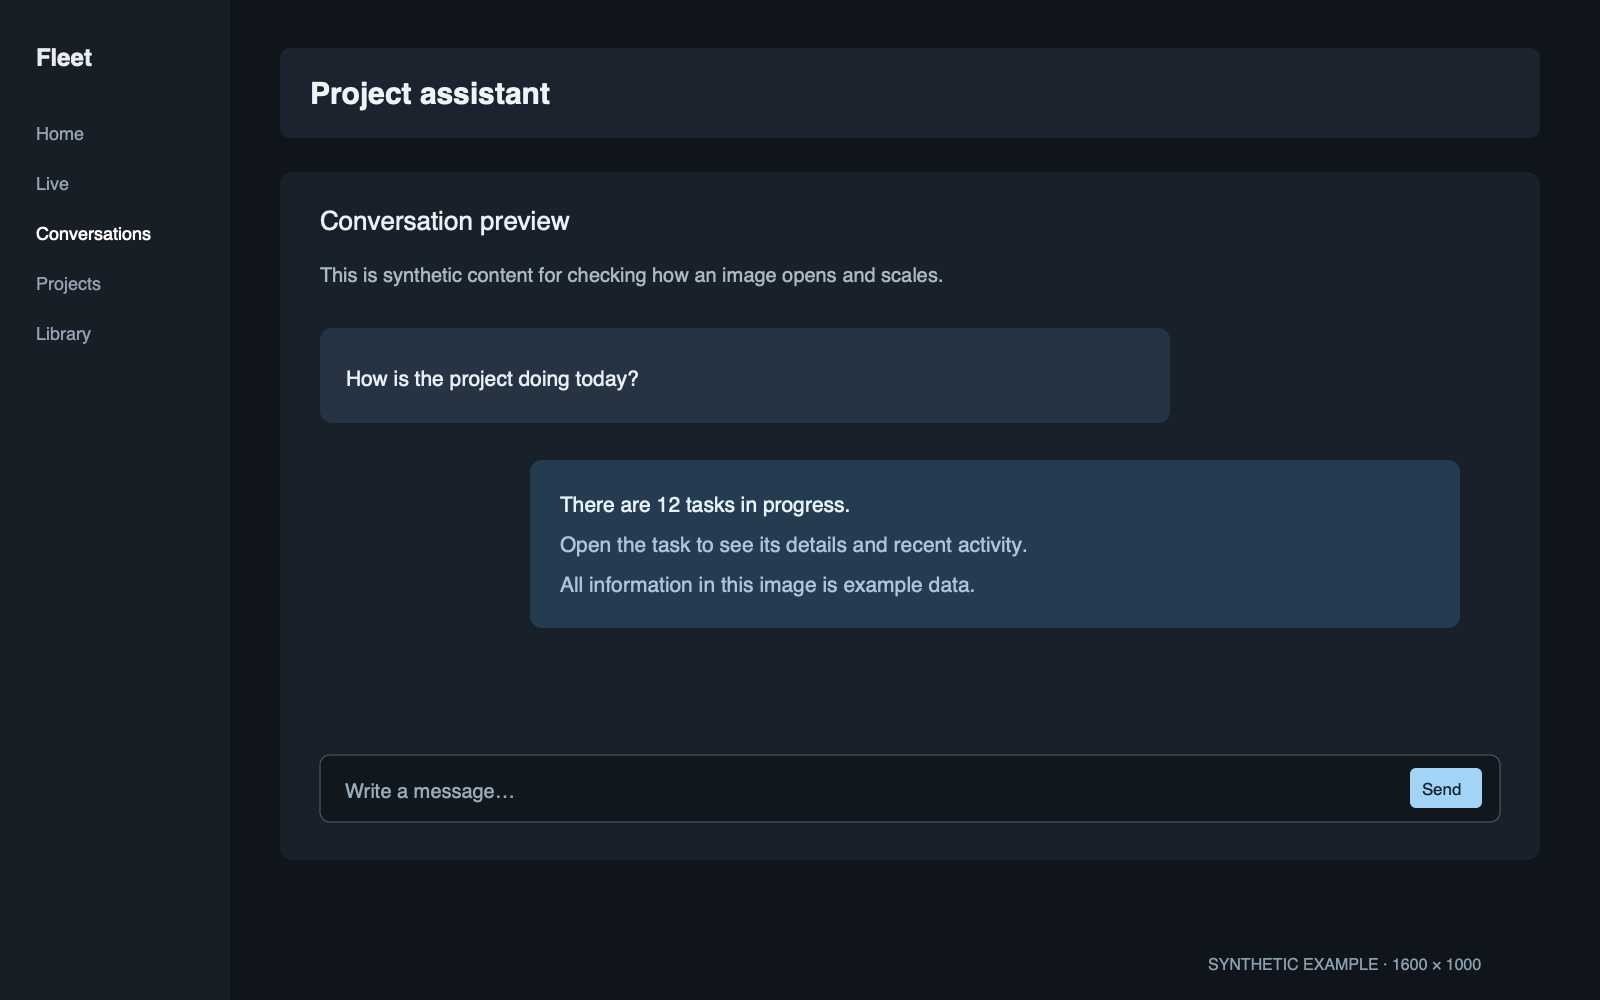 Fleet
Home
Live
Conversations
Projects
Library
Project assistant
Conversation preview
This is synthetic content for checking how an image opens and scales.
How is the project doing today?
There are 12 tasks in progress.
Open the task to see its details and recent activity.
All information in this image is example data.
Write a message…
Send
SYNTHETIC EXAMPLE · 1600 × 1000